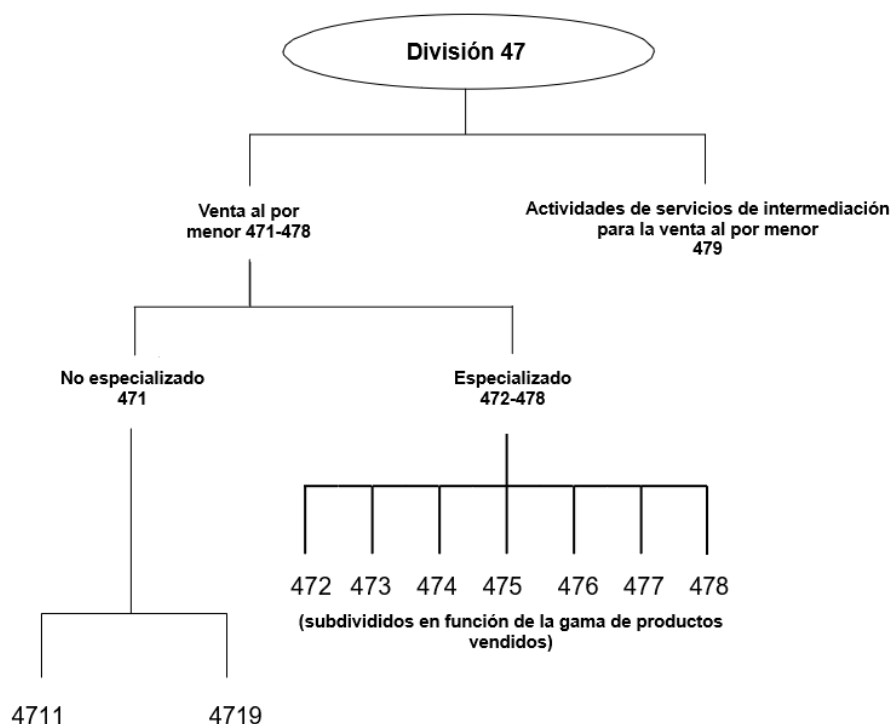 División 47
Venta al por
menor 471-478
Actividades de servicios de intermediación
para la venta al por menor
479
No especializado
471
Especializado
472-478
472 473 474 475 476 477 478
(subdivididos en función de la gama de productos
vendidos)
4711 4719